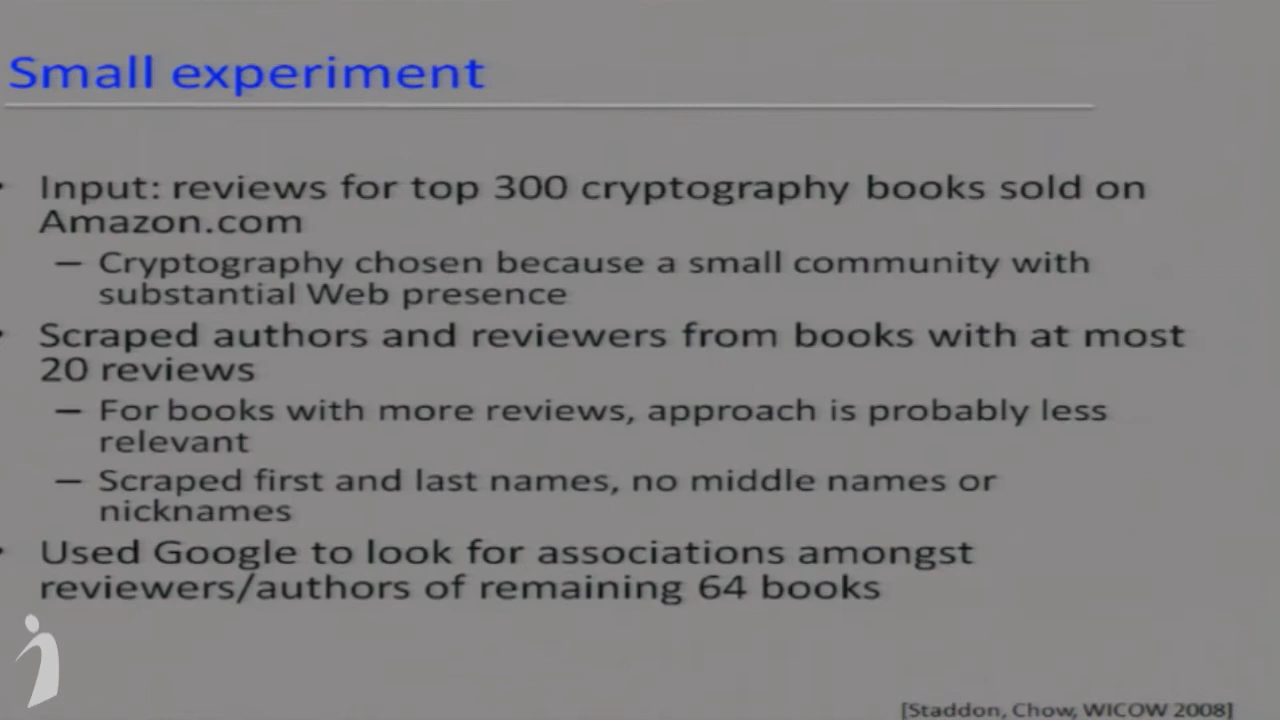 Small experiment
Input: reviews for top 300 cryptography books sold on
Amazon.com
– Cryptography chosen because a small community with
substantial Web presence
Scraped authors and reviewers from books with at most
20 reviews
– For books with more reviews, approach is probably less
relevant
– Scraped first and last names, no middle names or
nicknames
Used Google to look for associations amongst
reviewers/authors of remaining 64 books
[Staddon, Chow, WICOW 2008]